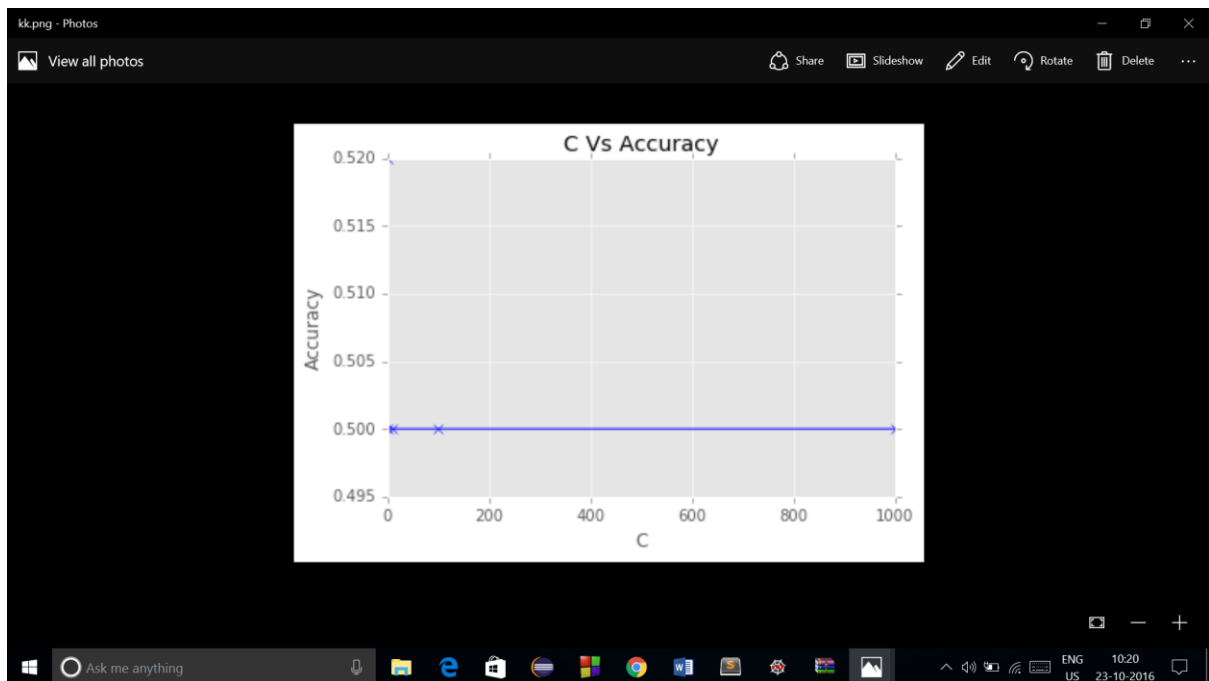 kk.png - Photos
View all photos
Share Slideshow Edit Rotate Delete
C Vs Accuracy
0.520
0.515
0.510
0.505
0.500
0.495
Accuracy
0 200 400 600 800 1000
C
Ask me anything
ENG 10:20
US 23-10-2016